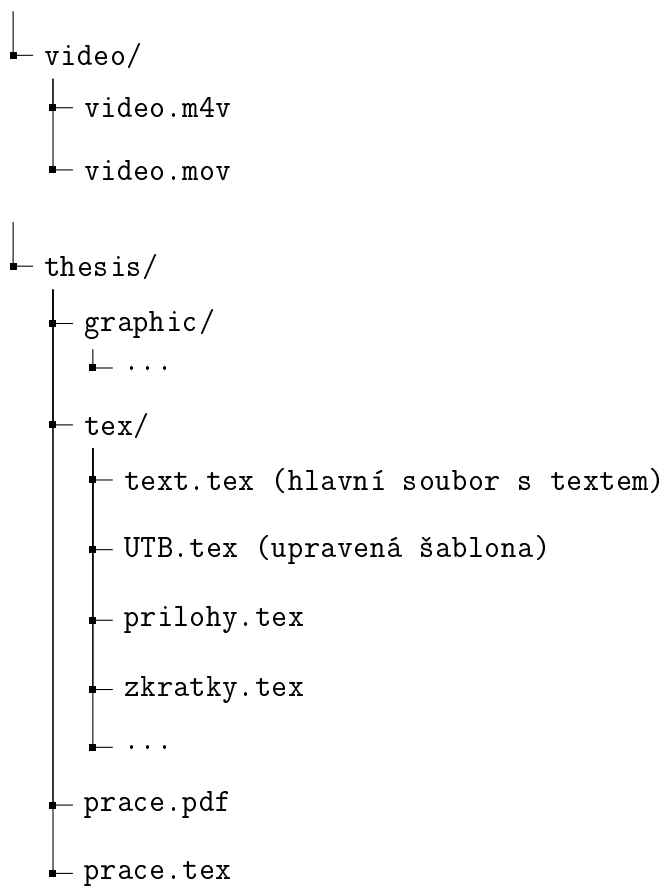 video/
video.m4v
video.mov
thesis/
graphic/
...
tex/
text.tex (hlavní soubor s textem)
UTB.tex (upravená šablona)
prilohy.tex
zkratky.tex
...
prace.pdf
prace.tex